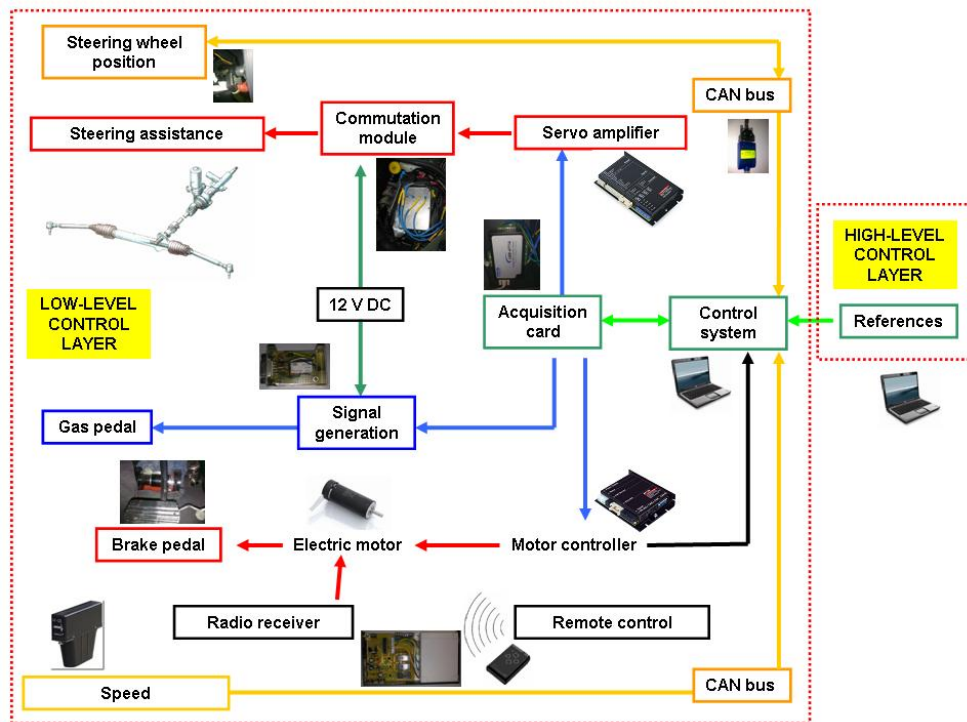 Steering wheel
position
CAN bus
Steering assistance
Commutation
module
Servo amplifier
HIGH-LEVEL
CONTROL
LAYER
LOW-LEVEL
CONTROL
LAYER
12 V DC
Acquisition
card
Control
system
References
Gas pedal
Signal
generation
Brake pedal
Electric motor
Motor controller
Radio receiver
Remote control
Speed
CAN bus